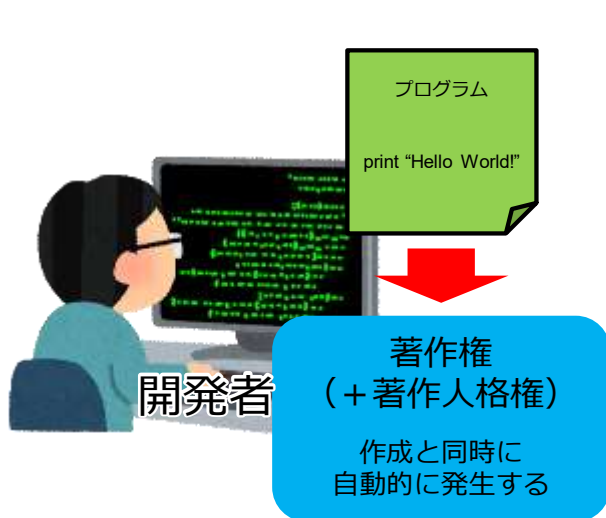 プログラム
print “Hello World!”
開発者
著作権
（＋著作人格権）
作成と同時に
自動的に発生する